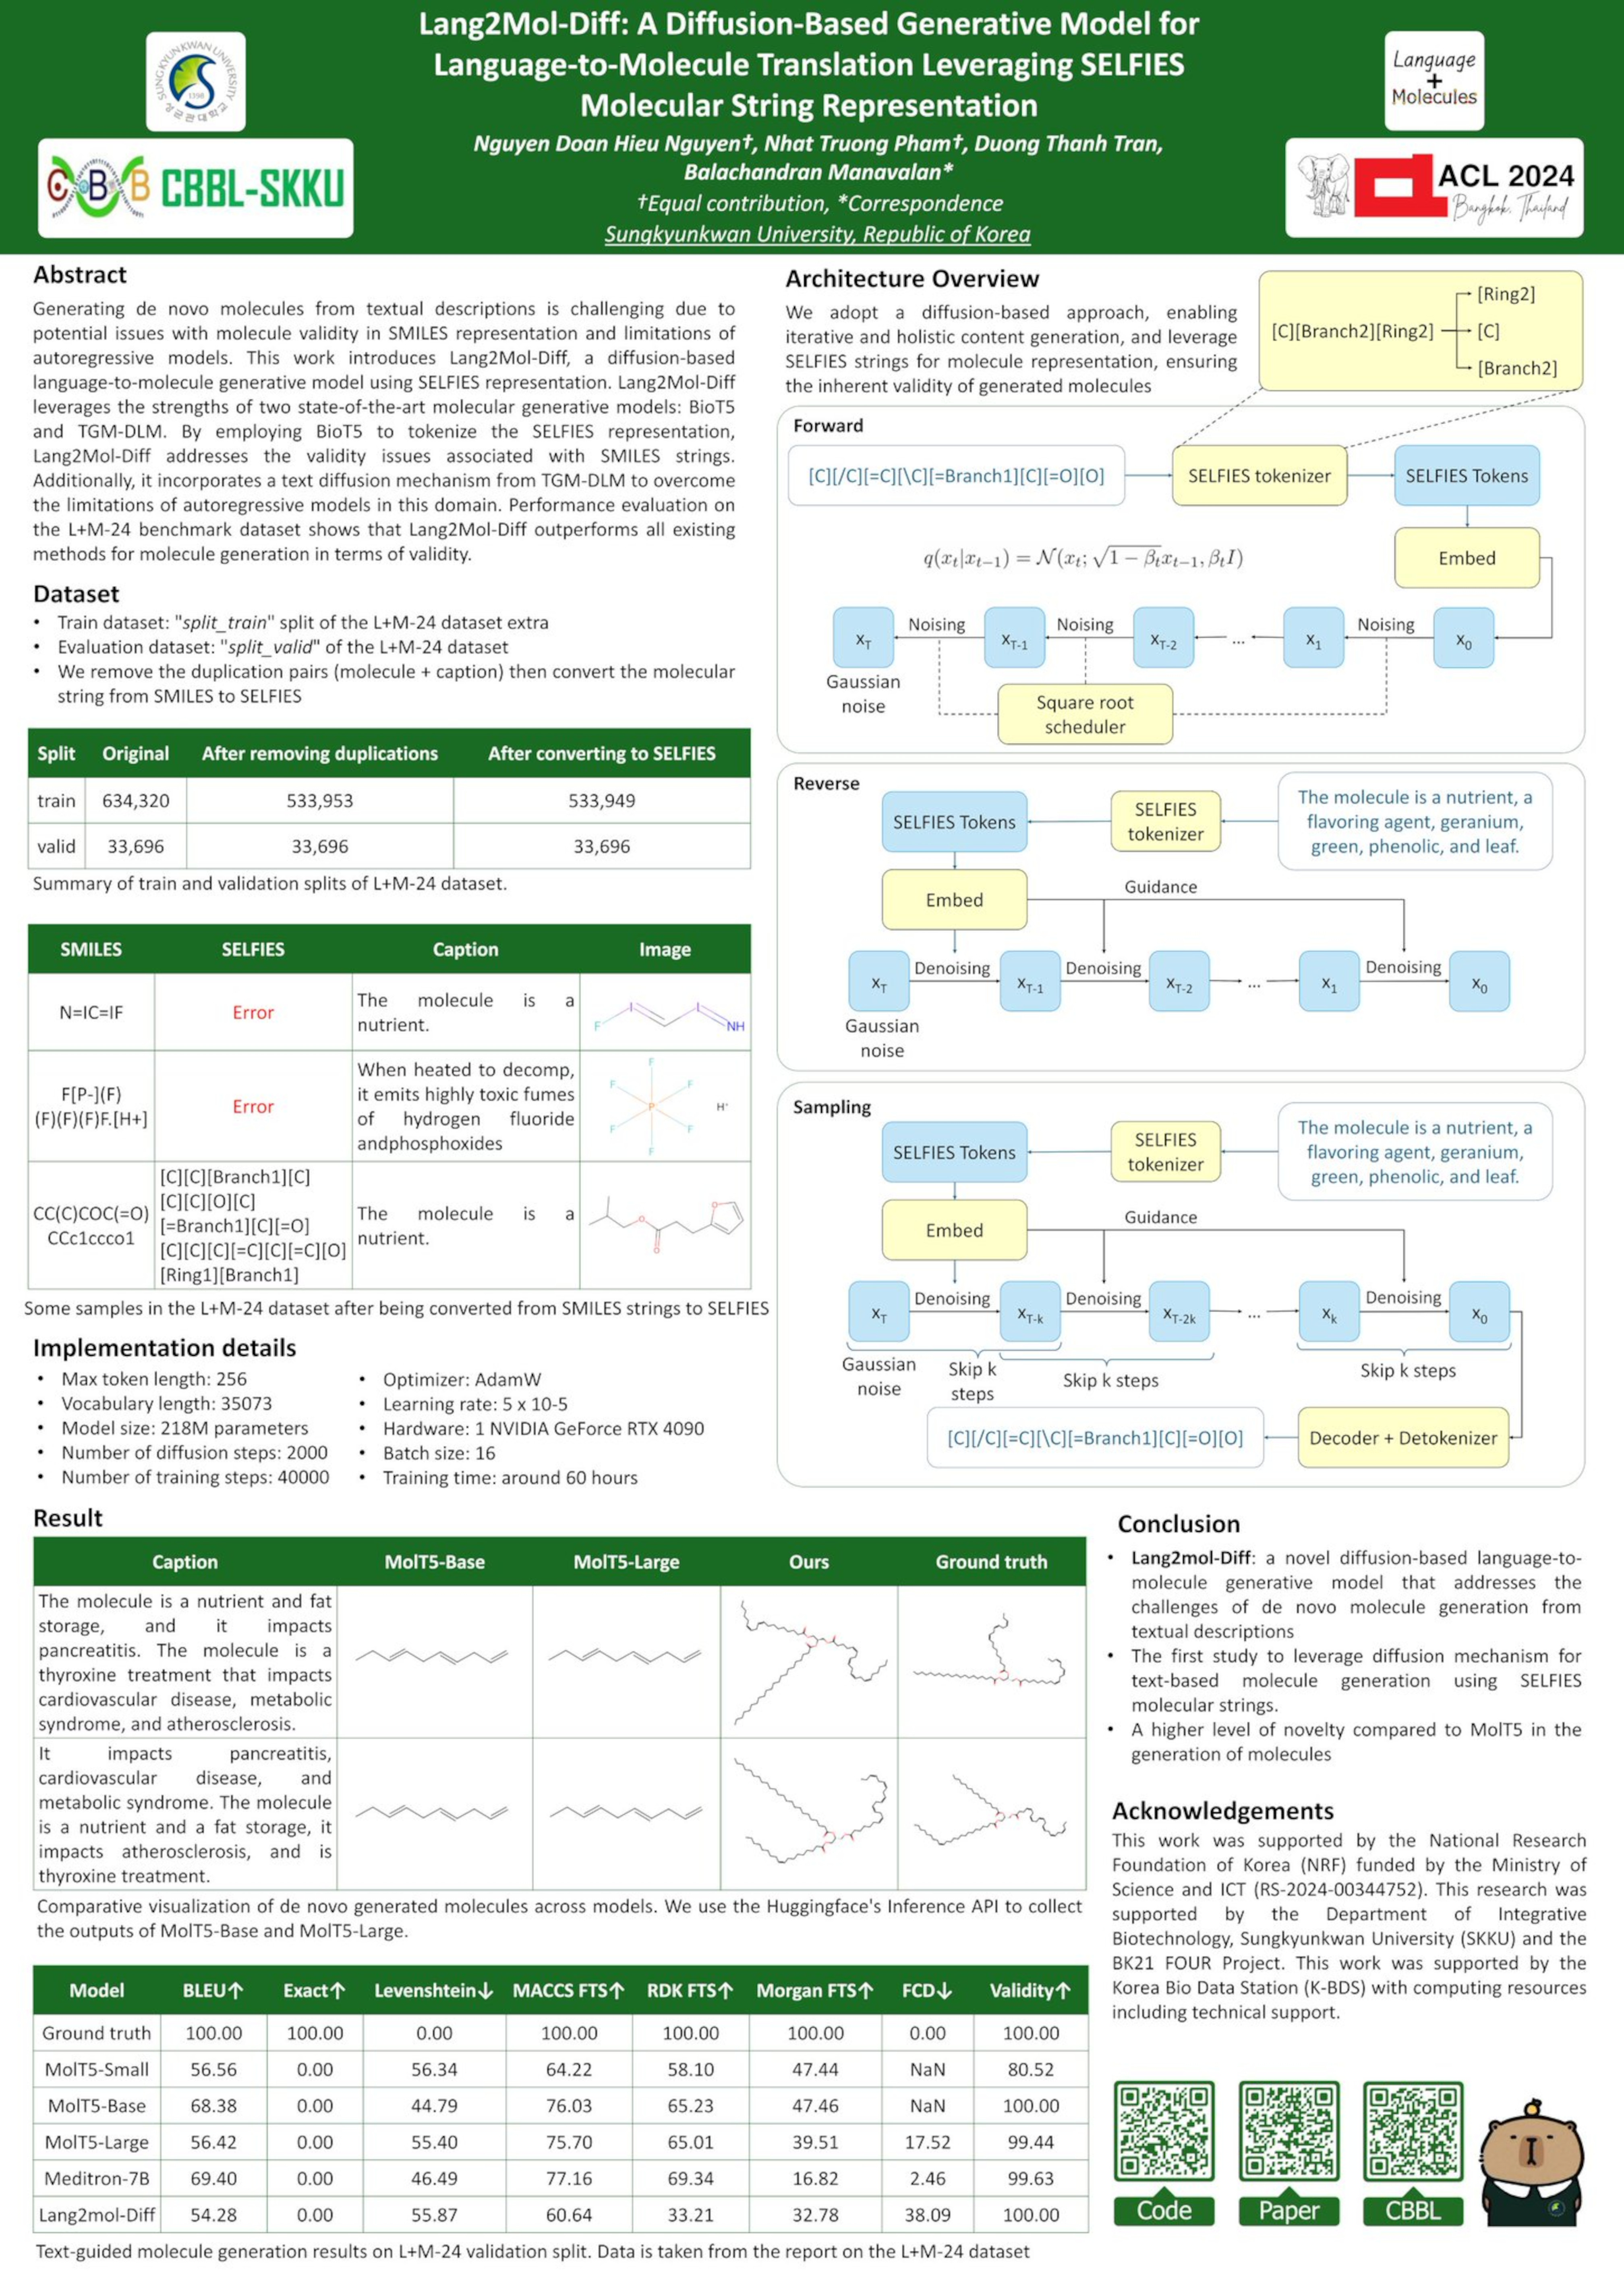 Lang2Mol-Diff: A Diffusion-Based Generative Model for
Language-to-Molecule Translation Leveraging SELFIES
Molecular String Representation
Nguyen Doan Hieu Nguyen†, Nhat Truong Pham†, Duong Thanh Tran,
Balachandran Manavalan*
†Equal contribution, *Correspondence
Sungkyunkwan University, Republic of Korea
SUNGKYUNKWAN UNIVERSITY
1398
성균관대학교
CBBL-SKKU
Language
+
Molecules
ACL 2024
Bangkok, Thailand
Abstract
Generating de novo molecules from textual descriptions is challenging due to
potential issues with molecule validity in SMILES representation and limitations of
autoregressive models. This work introduces Lang2Mol-Diff, a diffusion-based
language-to-molecule generative model using SELFIES representation. Lang2Mol-Diff
leverages the strengths of two state-of-the-art molecular generative models: BioT5
and TGM-DLM. By employing BioT5 to tokenize the SELFIES representation,
Lang2Mol-Diff addresses the validity issues associated with SMILES strings.
Additionally, it incorporates a text diffusion mechanism from TGM-DLM to overcome
the limitations of autoregressive models in this domain. Performance evaluation on
the L+M-24 benchmark dataset shows that Lang2Mol-Diff outperforms all existing
methods for molecule generation in terms of validity.
Dataset
• Train dataset: "split_train" split of the L+M-24 dataset extra
• Evaluation dataset: "split_valid" of the L+M-24 dataset
• We remove the duplication pairs (molecule + caption) then convert the molecular
string from SMILES to SELFIES
Split Original After removing duplications After converting to SELFIES
train 634,320 533,953 533,949
valid 33,696 33,696 33,696
Summary of train and validation splits of L+M-24 dataset.
SMILES SELFIES Caption Image
N=IC=IF
Error
The molecule is a
nutrient.
F I I NH
F[P-](F)
(F)(F)(F)F.[H+]
Error
When heated to decomp,
it emits highly toxic fumes
of hydrogen fluoride
andphosphoxides
F F F P F F F H⁺
CC(C)COC(=O)
CCc1ccco1
[C][C][Branch1][C]
[C][C][O][C]
[=Branch1][C][=O]
[C][C][C][=C][C][=C][O]
[Ring1][Branch1]
The molecule is a
nutrient.
O O O
Some samples in the L+M-24 dataset after being converted from SMILES strings to SELFIES
Implementation details
• Max token length: 256
• Vocabulary length: 35073
• Model size: 218M parameters
• Number of diffusion steps: 2000
• Number of training steps: 40000
• Optimizer: AdamW
• Learning rate: 5 x 10-5
• Hardware: 1 NVIDIA GeForce RTX 4090
• Batch size: 16
• Training time: around 60 hours
Architecture Overview
We adopt a diffusion-based approach, enabling
iterative and holistic content generation, and leverage
SELFIES strings for molecule representation, ensuring
the inherent validity of generated molecules
[C][Branch2][Ring2]
[Ring2]
[C]
[Branch2]
Forward
[C][/C][=C][\C][=Branch1][C][=O][O]
SELFIES tokenizer
SELFIES Tokens
Embed
q(x_t|x_{t−1}) = N(x_t; √1 − β_t x_{t−1}, β_t I)
x_T Noising x_{T-1} Noising x_{T-2} ... x_1 Noising x_0
Gaussian
noise
Square root
scheduler
Reverse
SELFIES Tokens
SELFIES
tokenizer
The molecule is a nutrient, a
flavoring agent, geranium,
green, phenolic, and leaf.
Embed
Guidance
x_T Denoising x_{T-1} Denoising x_{T-2} ... x_1 Denoising x_0
Gaussian
noise
Sampling
SELFIES Tokens
SELFIES
tokenizer
The molecule is a nutrient, a
flavoring agent, geranium,
green, phenolic, and leaf.
Embed
Guidance
x_T Denoising x_{T-k} Denoising x_{T-2k} ... x_k Denoising x_0
Gaussian
noise
Skip k
steps
Skip k steps
Skip k steps
[C][/C][=C][\C][=Branch1][C][=O][O]
Decoder + Detokenizer
Result
Caption MolT5-Base MolT5-Large Ours Ground truth
The molecule is a nutrient and fat
storage, and it impacts
pancreatitis. The molecule is a
thyroxine treatment that impacts
cardiovascular disease, metabolic
syndrome, and atherosclerosis.
It impacts pancreatitis,
cardiovascular disease, and
metabolic syndrome. The molecule
is a nutrient and a fat storage, it
impacts atherosclerosis, and is
thyroxine treatment.
Comparative visualization of de novo generated molecules across models. We use the Huggingface's Inference API to collect
the outputs of MolT5-Base and MolT5-Large.
Model BLEU↑ Exact↑ Levenshtein↓ MACCS FTS↑ RDK FTS↑ Morgan FTS↑ FCD↓ Validity↑
Ground truth 100.00 100.00 0.00 100.00 100.00 100.00 0.00 100.00
MolT5-Small 56.56 0.00 56.34 64.22 58.10 47.44 NaN 80.52
MolT5-Base 68.38 0.00 44.79 76.03 65.23 47.46 NaN 100.00
MolT5-Large 56.42 0.00 55.40 75.70 65.01 39.51 17.52 99.44
Meditron-7B 69.40 0.00 46.49 77.16 69.34 16.82 2.46 99.63
Lang2mol-Diff 54.28 0.00 55.87 60.64 33.21 32.78 38.09 100.00
Text-guided molecule generation results on L+M-24 validation split. Data is taken from the report on the L+M-24 dataset
Conclusion
• Lang2mol-Diff: a novel diffusion-based language-to-
molecule generative model that addresses the
challenges of de novo molecule generation from
textual descriptions
• The first study to leverage diffusion mechanism for
text-based molecule generation using SELFIES
molecular strings.
• A higher level of novelty compared to MolT5 in the
generation of molecules
Acknowledgements
This work was supported by the National Research
Foundation of Korea (NRF) funded by the Ministry of
Science and ICT (RS-2024-00344752). This research was
supported by the Department of Integrative
Biotechnology, Sungkyunkwan University (SKKU) and the
BK21 FOUR Project. This work was supported by the
Korea Bio Data Station (K-BDS) with computing resources
including technical support.
Code
Paper
CBBL